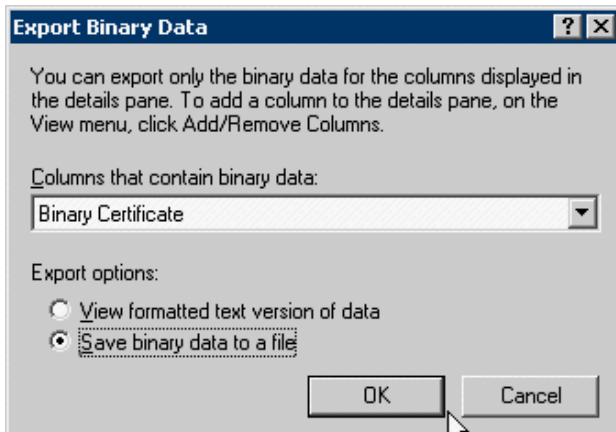 Export Binary Data
You can export only the binary data for the columns displayed in
the details pane. To add a column to the details pane, on the
View menu, click Add/Remove Columns.
Columns that contain binary data:
Binary Certificate
Export options:
View formatted text version of data
Save binary data to a file
OK Cancel